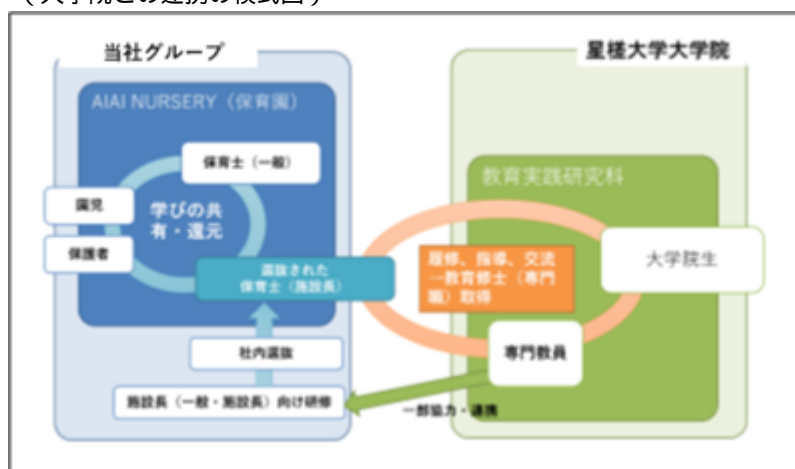 (大学院との連携の模式図)
当社グループ
星槎大学大学院
AIAI NURSERY(保育園)
教育実践研究科
保育士(一般)
園児
保護者
学びの共
有・還元
選抜された
保育士(施設長)
履修、指導、交流
→教育修士(専門
職)取得
大学院生
専門教員
社内選抜
施設長(一般・施設長)向け研修
一部協力・連携